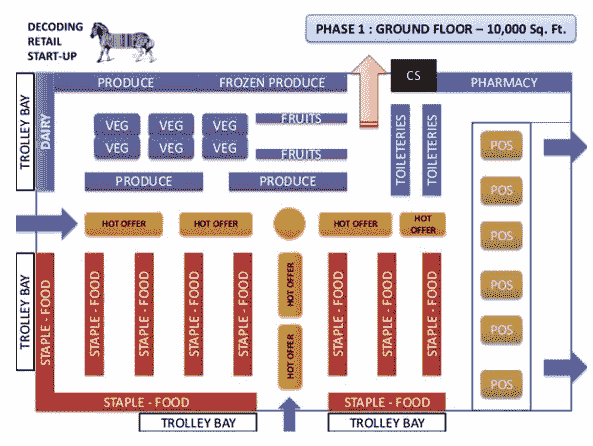 DECODING
RETAIL
START-UP
PHASE 1 : GROUND FLOOR – 10,000 Sq. Ft.
PRODUCE
FROZEN PRODUCE
CS
PHARMACY
TROLLEY BAY
DAIRY
VEG
VEG
VEG
FRUITS
VEG
VEG
VEG
FRUITS
TOILETERIES
TOILETERIES
PRODUCE
PRODUCE
POS
POS
POS
POS
POS
POS
HOT OFFER
HOT OFFER
HOT OFFER
HOT
OFFER
TROLLEY BAY
STAPLE - FOOD
STAPLE - FOOD
STAPLE - FOOD
STAPLE - FOOD
STAPLE - FOOD
HOT OFFER
HOT OFFER
STAPLE - FOOD
STAPLE - FOOD
STAPLE - FOOD
STAPLE - FOOD
STAPLE - FOOD
TROLLEY BAY
TROLLEY BAY